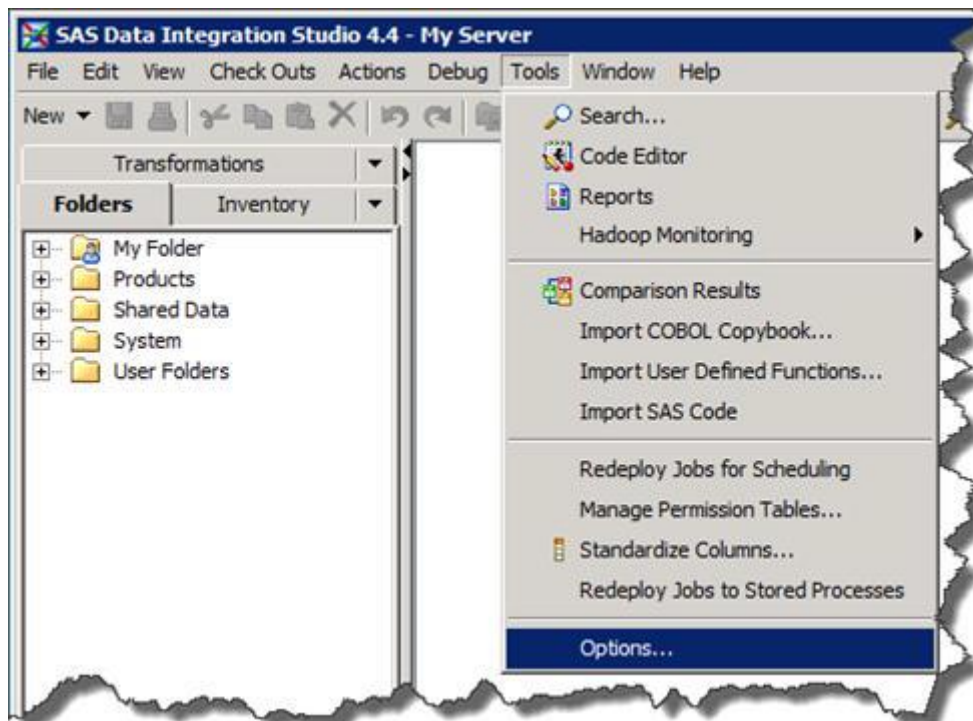 SAS Data Integration Studio 4.4 - My Server
File Edit View Check Outs Actions Debug Tools Window Help
New
Transformations
Folders Inventory
My Folder
Products
Shared Data
System
User Folders
Search...
Code Editor
Reports
Hadoop Monitoring
Comparison Results
Import COBOL Copybook...
Import User Defined Functions...
Import SAS Code
Redeploy Jobs for Scheduling
Manage Permission Tables...
Standardize Columns...
Redeploy Jobs to Stored Processes
Options...